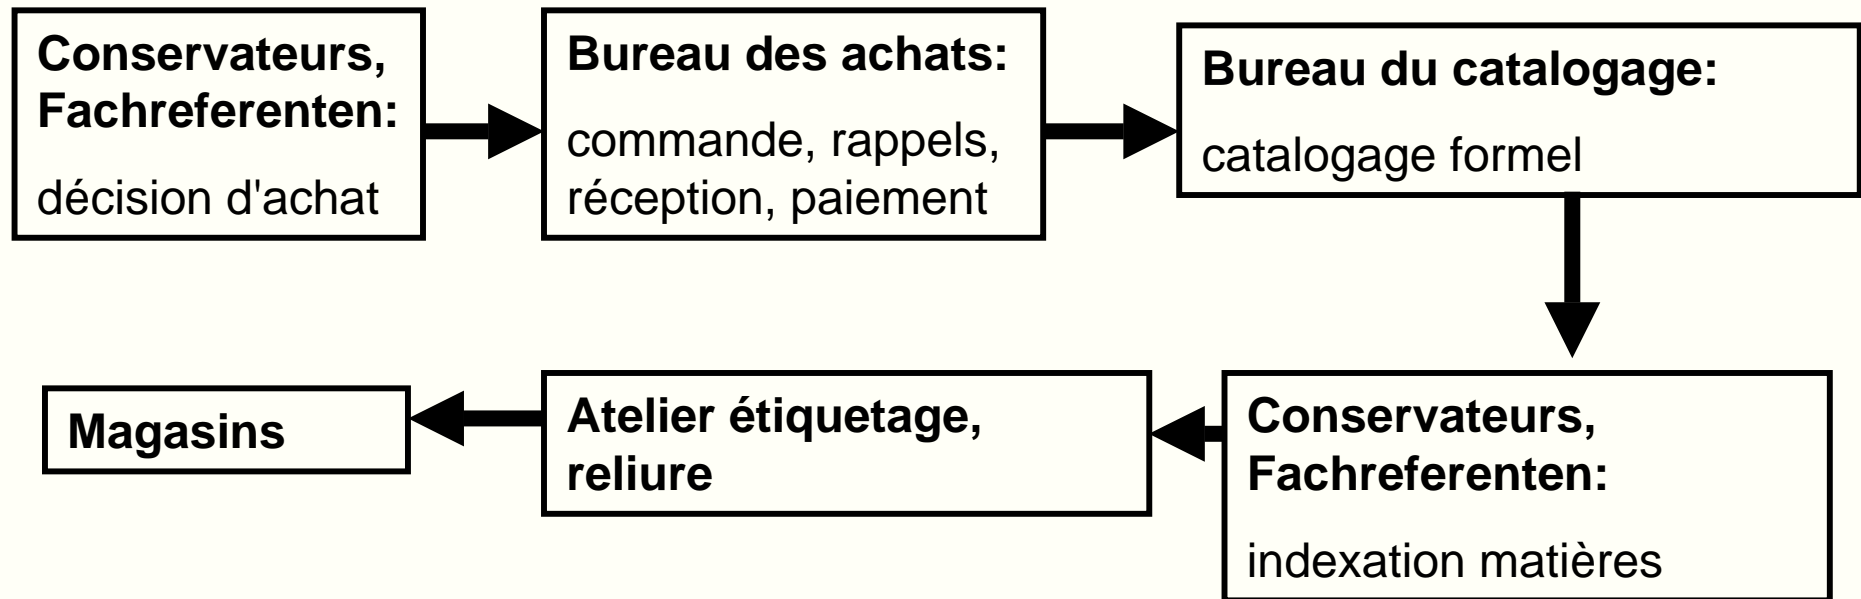 Conservateurs,
Fachreferenten:
décision d'achat
Bureau des achats:
commande, rappels,
réception, paiement
Bureau du catalogage:
catalogage formel
Conservateurs,
Fachreferenten:
indexation matières
Atelier étiquetage,
reliure
Magasins